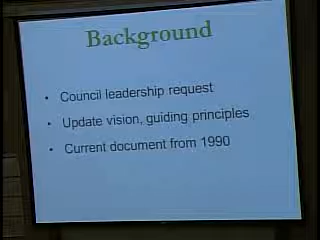 Background
• Council leadership request
• Update vision, guiding principles
• Current document from 1990